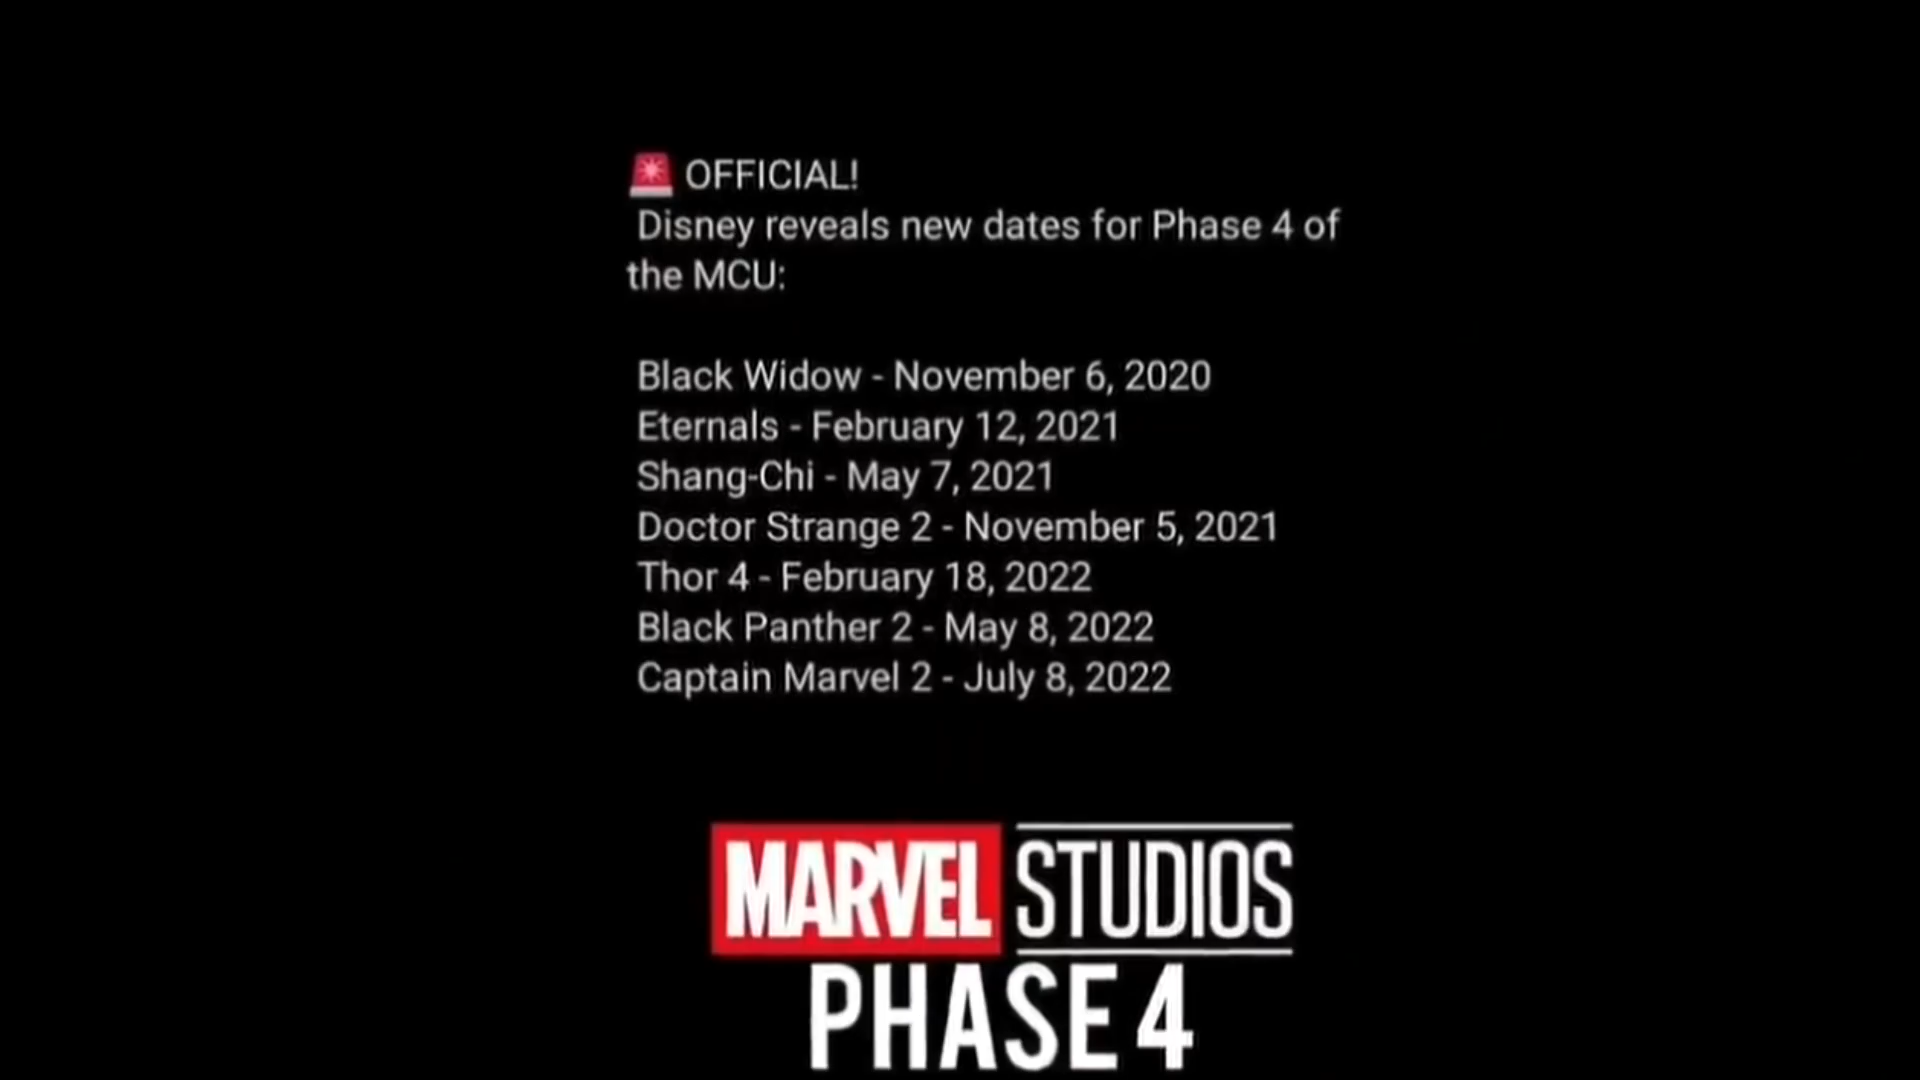 🚨 OFFICIAL!
Disney reveals new dates for Phase 4 of
the MCU:
Black Widow - November 6, 2020
Eternals - February 12, 2021
Shang-Chi - May 7, 2021
Doctor Strange 2 - November 5, 2021
Thor 4 - February 18, 2022
Black Panther 2 - May 8, 2022
Captain Marvel 2 - July 8, 2022
MARVEL STUDIOS
PHASE 4